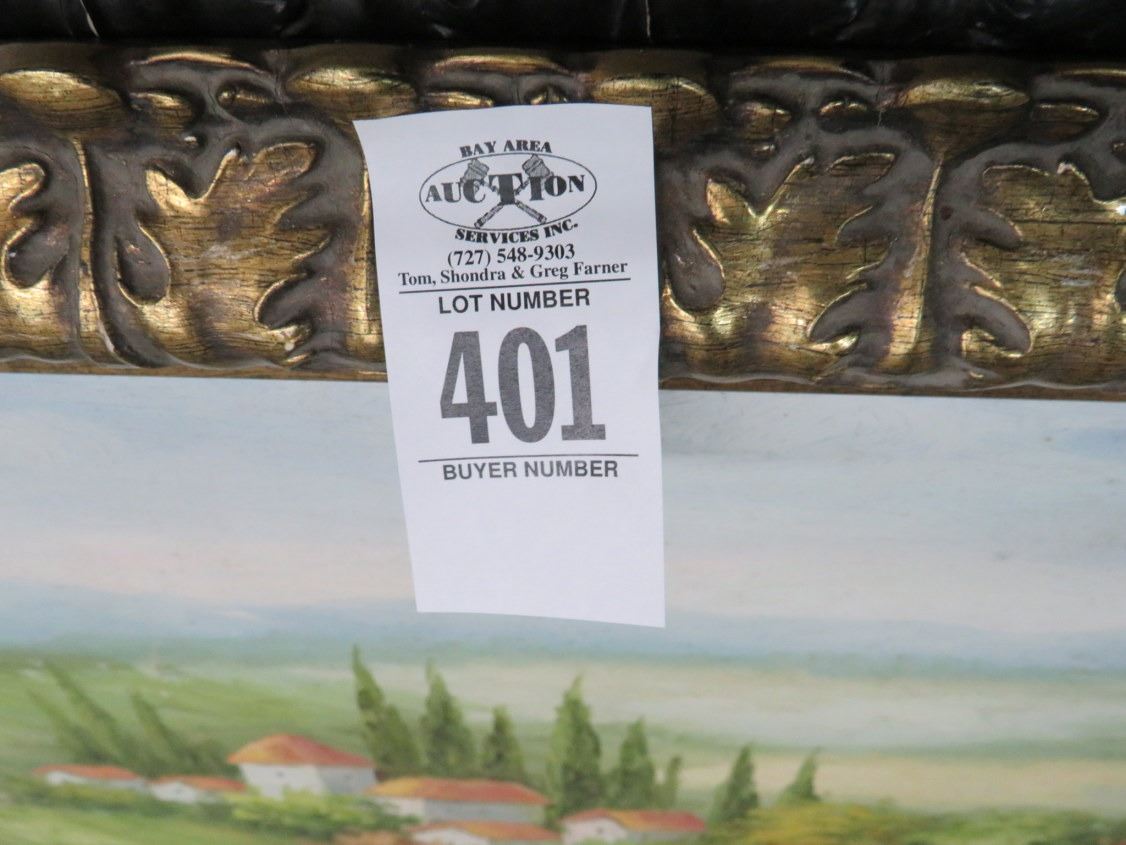 BAY AREA
AUCTION
SERVICES INC.
(727) 548-9303
Tom, Shondra & Greg Farner
LOT NUMBER
401
BUYER NUMBER